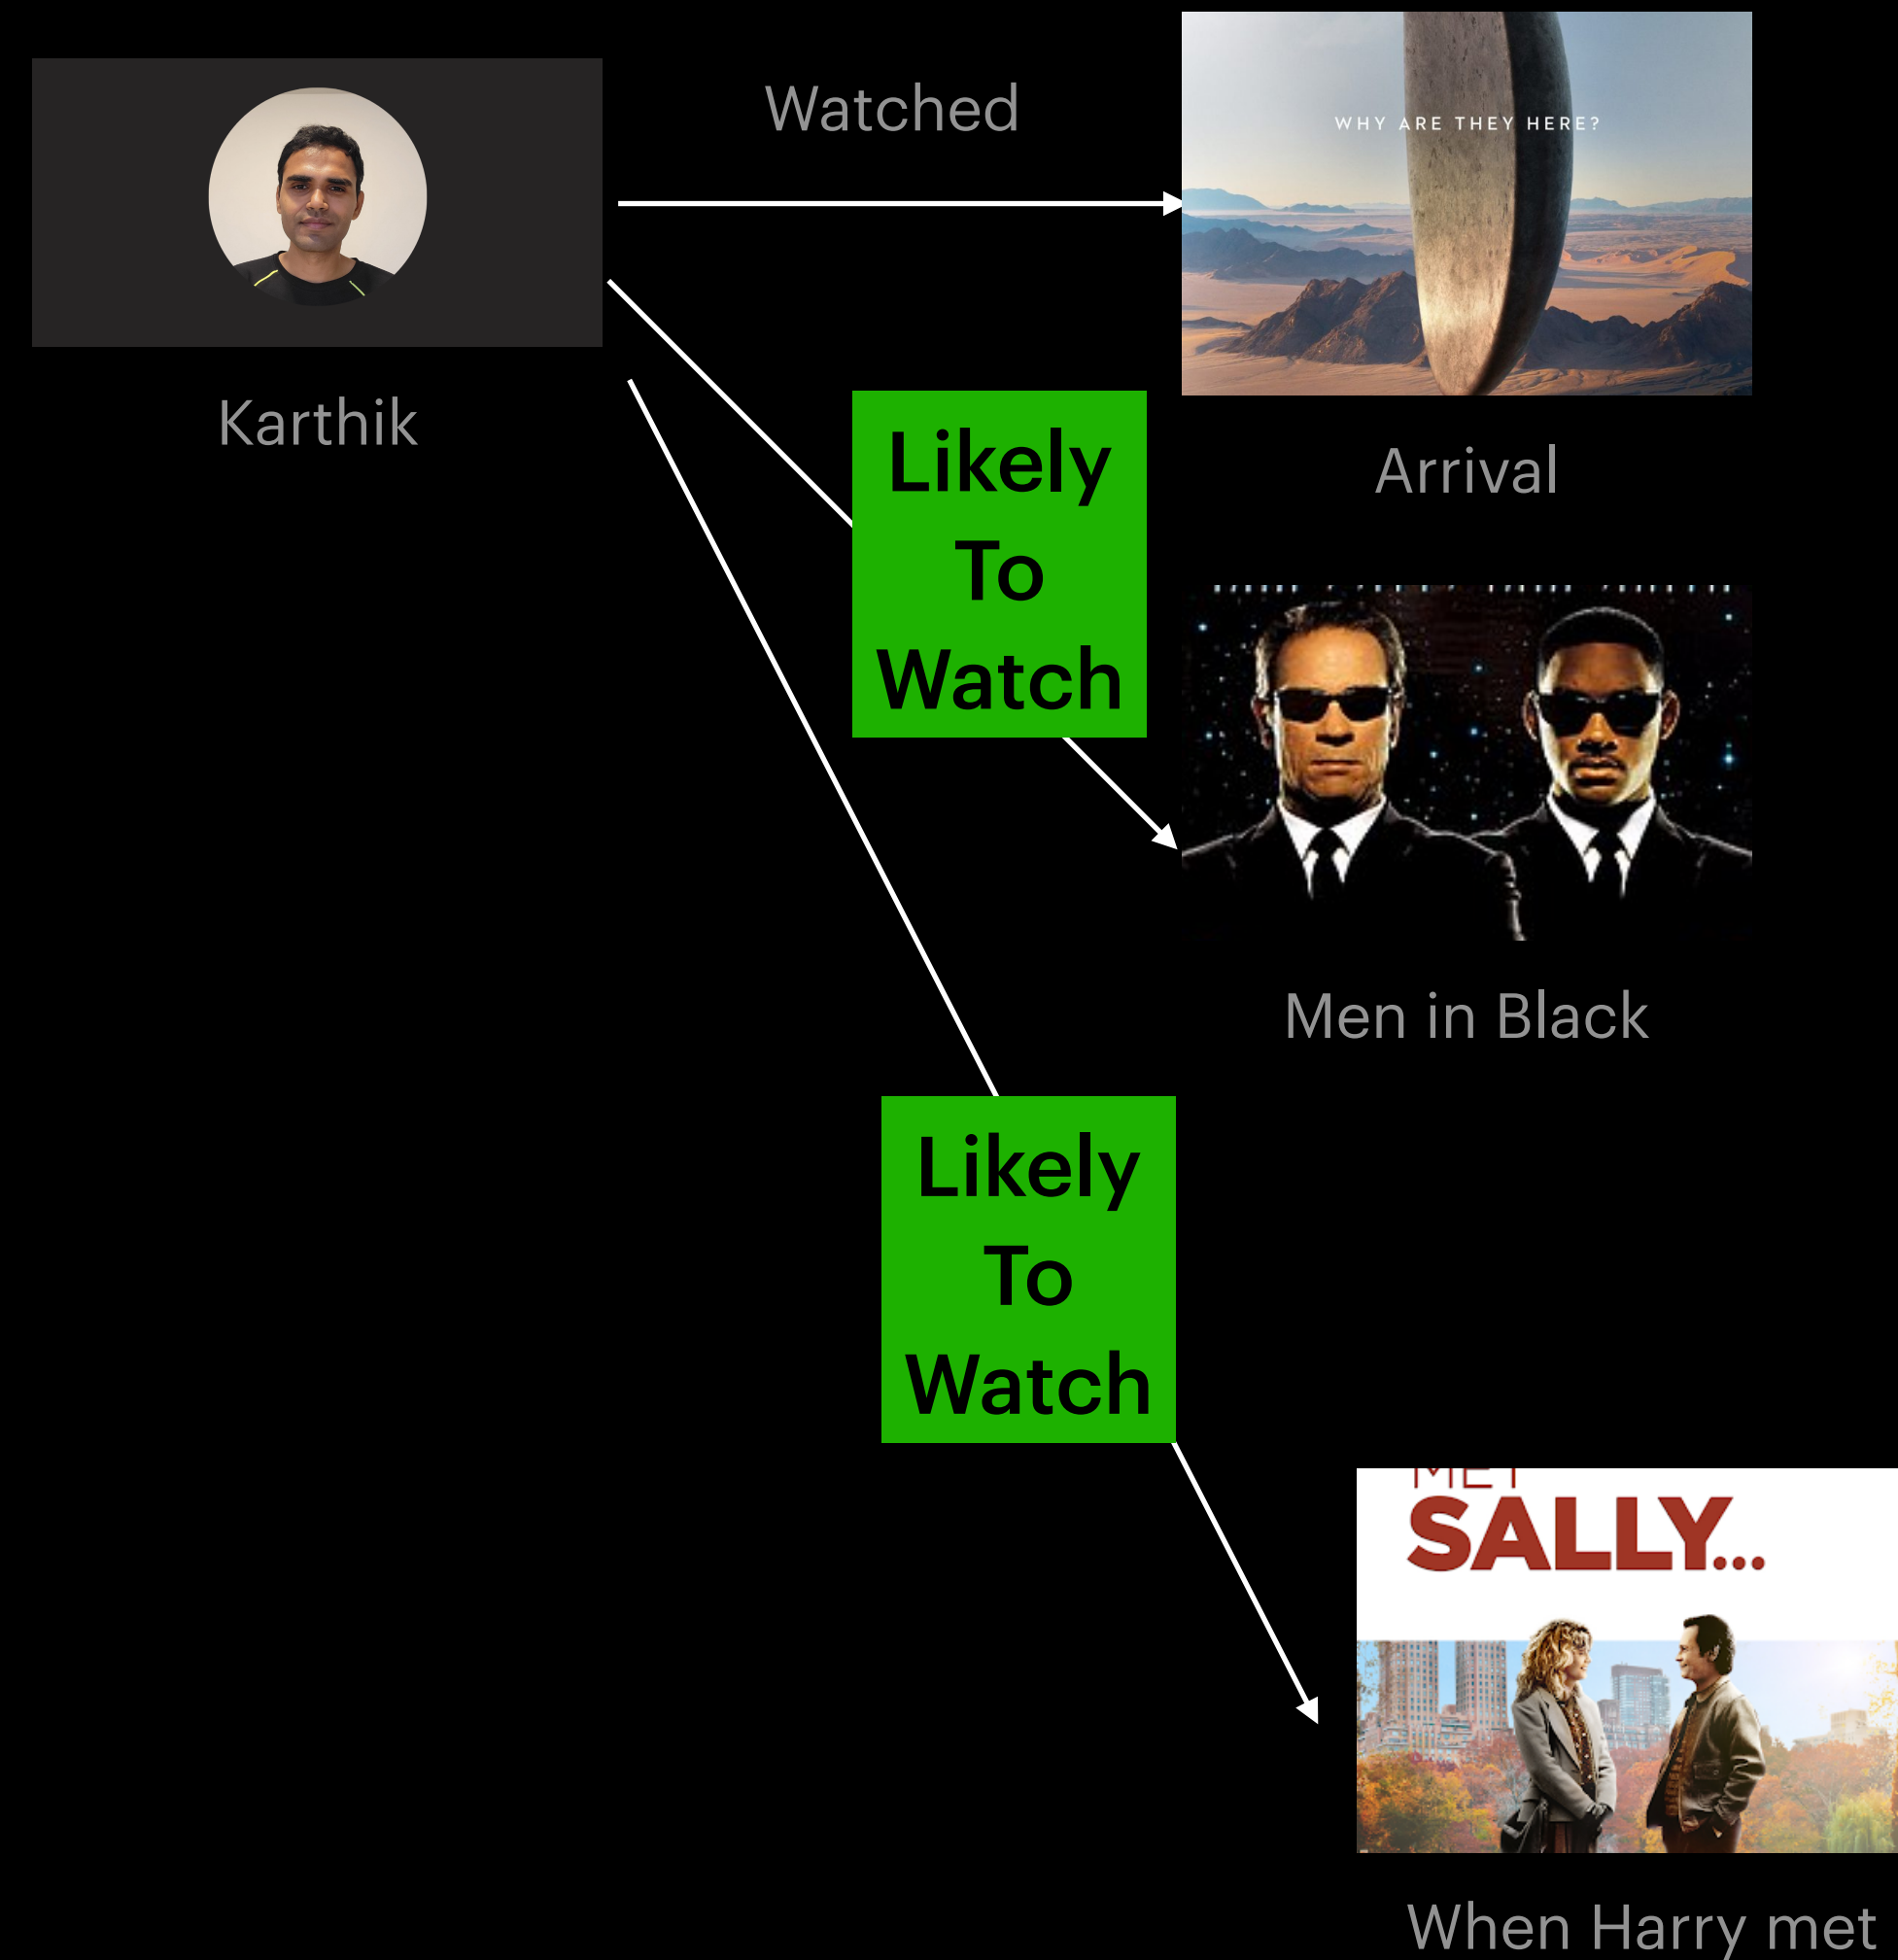 Watched
WHY ARE THEY HERE?
Karthik
Likely
To
Watch
Arrival
Men in Black
Likely
To
Watch
MET
SALLY...
When Harry met